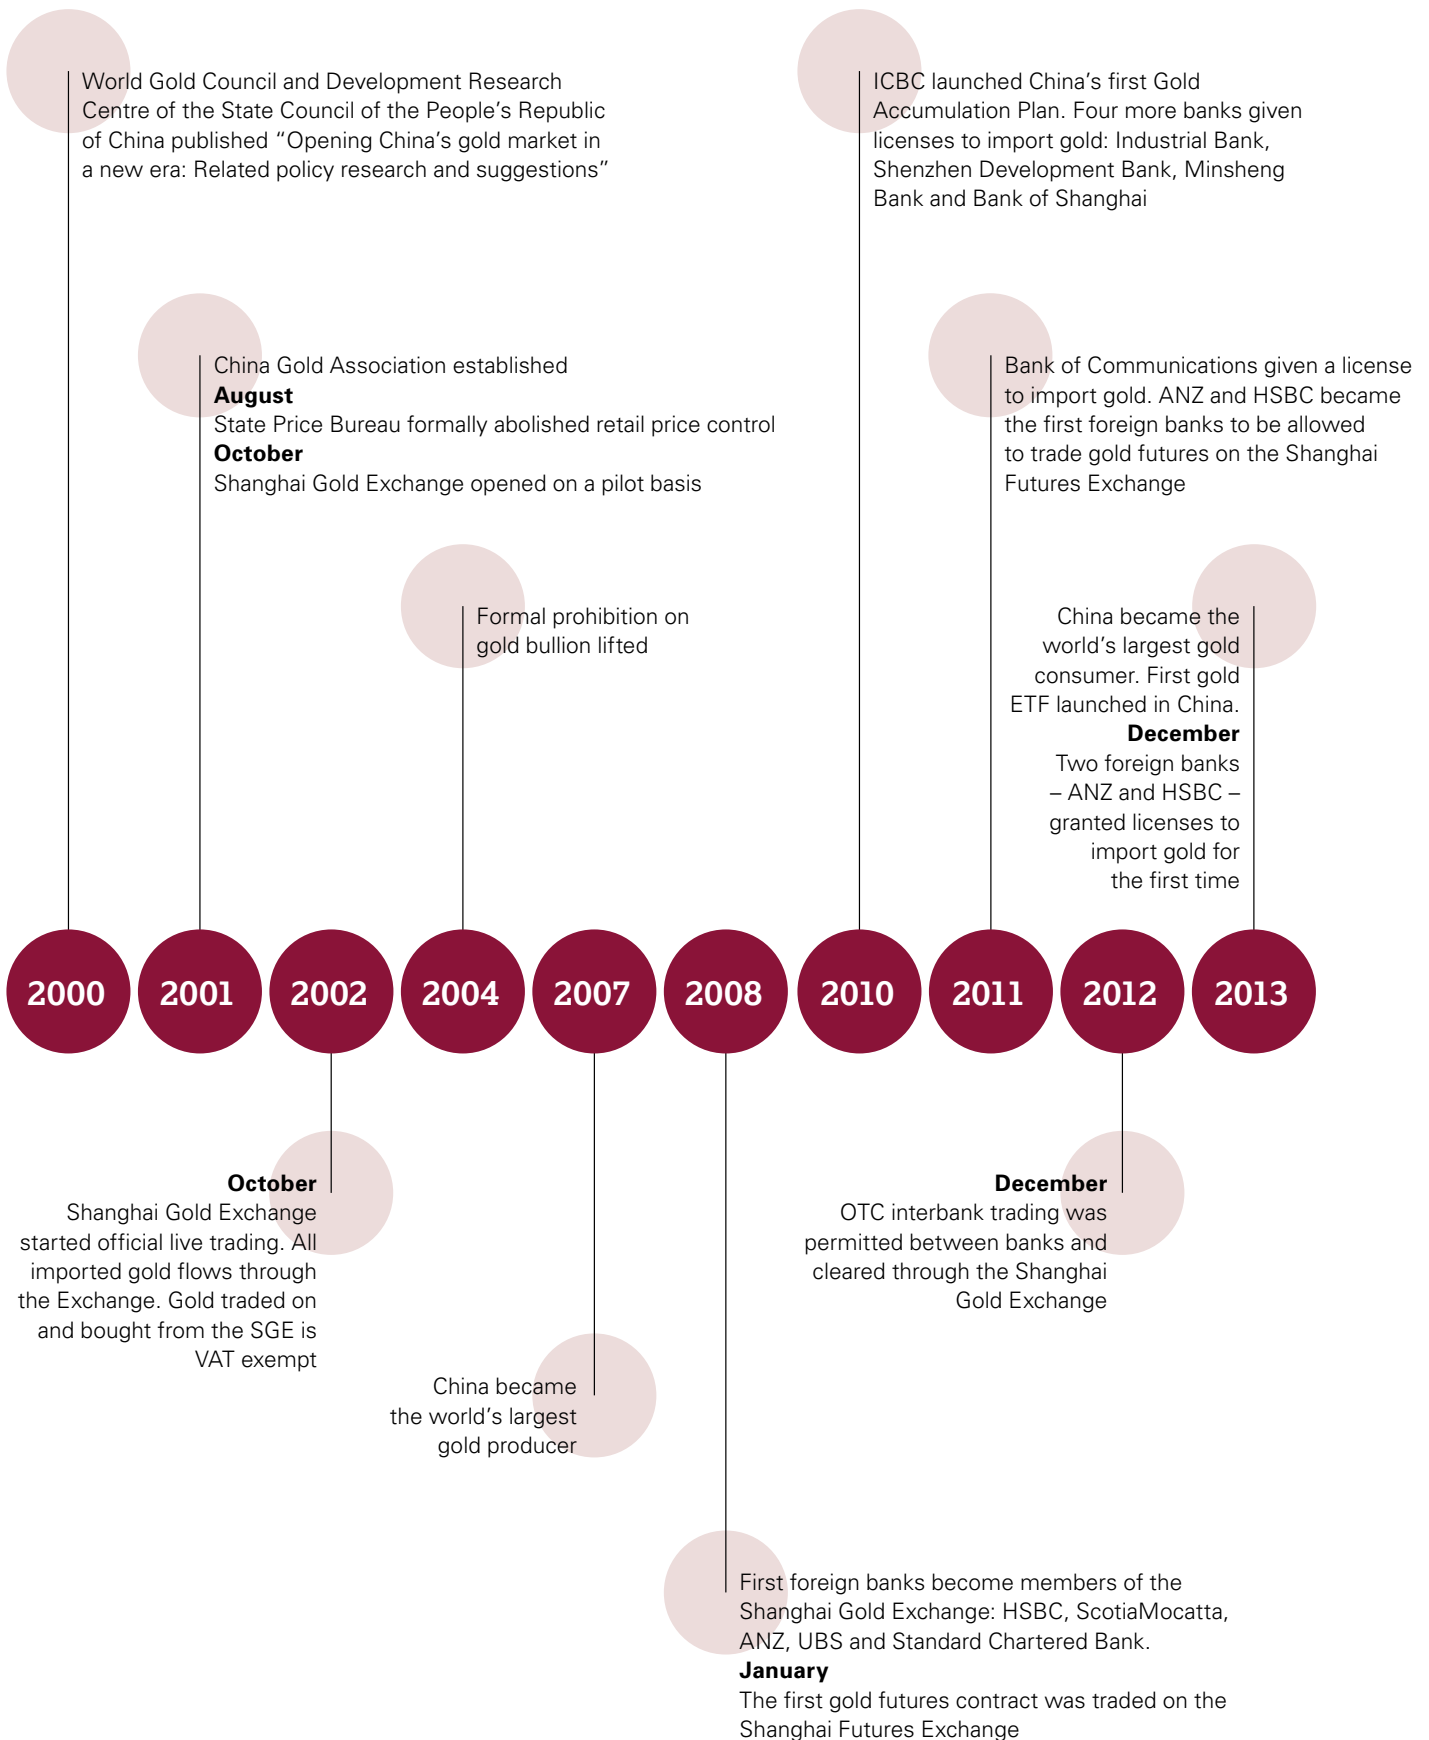 World Gold Council and Development Research
Centre of the State Council of the People's Republic
of China published “Opening China's gold market in
a new era: Related policy research and suggestions”
ICBC launched China's first Gold
Accumulation Plan. Four more banks given
licenses to import gold: Industrial Bank,
Shenzhen Development Bank, Minsheng
Bank and Bank of Shanghai
China Gold Association established
August
State Price Bureau formally abolished retail price control
October
Shanghai Gold Exchange opened on a pilot basis
Bank of Communications given a license
to import gold. ANZ and HSBC became
the first foreign banks to be allowed
to trade gold futures on the Shanghai
Futures Exchange
Formal prohibition on
gold bullion lifted
China became the
world's largest gold
consumer. First gold
ETF launched in China.
December
Two foreign banks
– ANZ and HSBC –
granted licenses to
import gold for
the first time
2000 2001 2002 2004 2007 2008 2010 2011 2012 2013
October
Shanghai Gold Exchange
started official live trading. All
imported gold flows through
the Exchange. Gold traded on
and bought from the SGE is
VAT exempt
December
OTC interbank trading was
permitted between banks and
cleared through the Shanghai
Gold Exchange
China became
the world's largest
gold producer
First foreign banks become members of the
Shanghai Gold Exchange: HSBC, ScotiaMocatta,
ANZ, UBS and Standard Chartered Bank.
January
The first gold futures contract was traded on the
Shanghai Futures Exchange